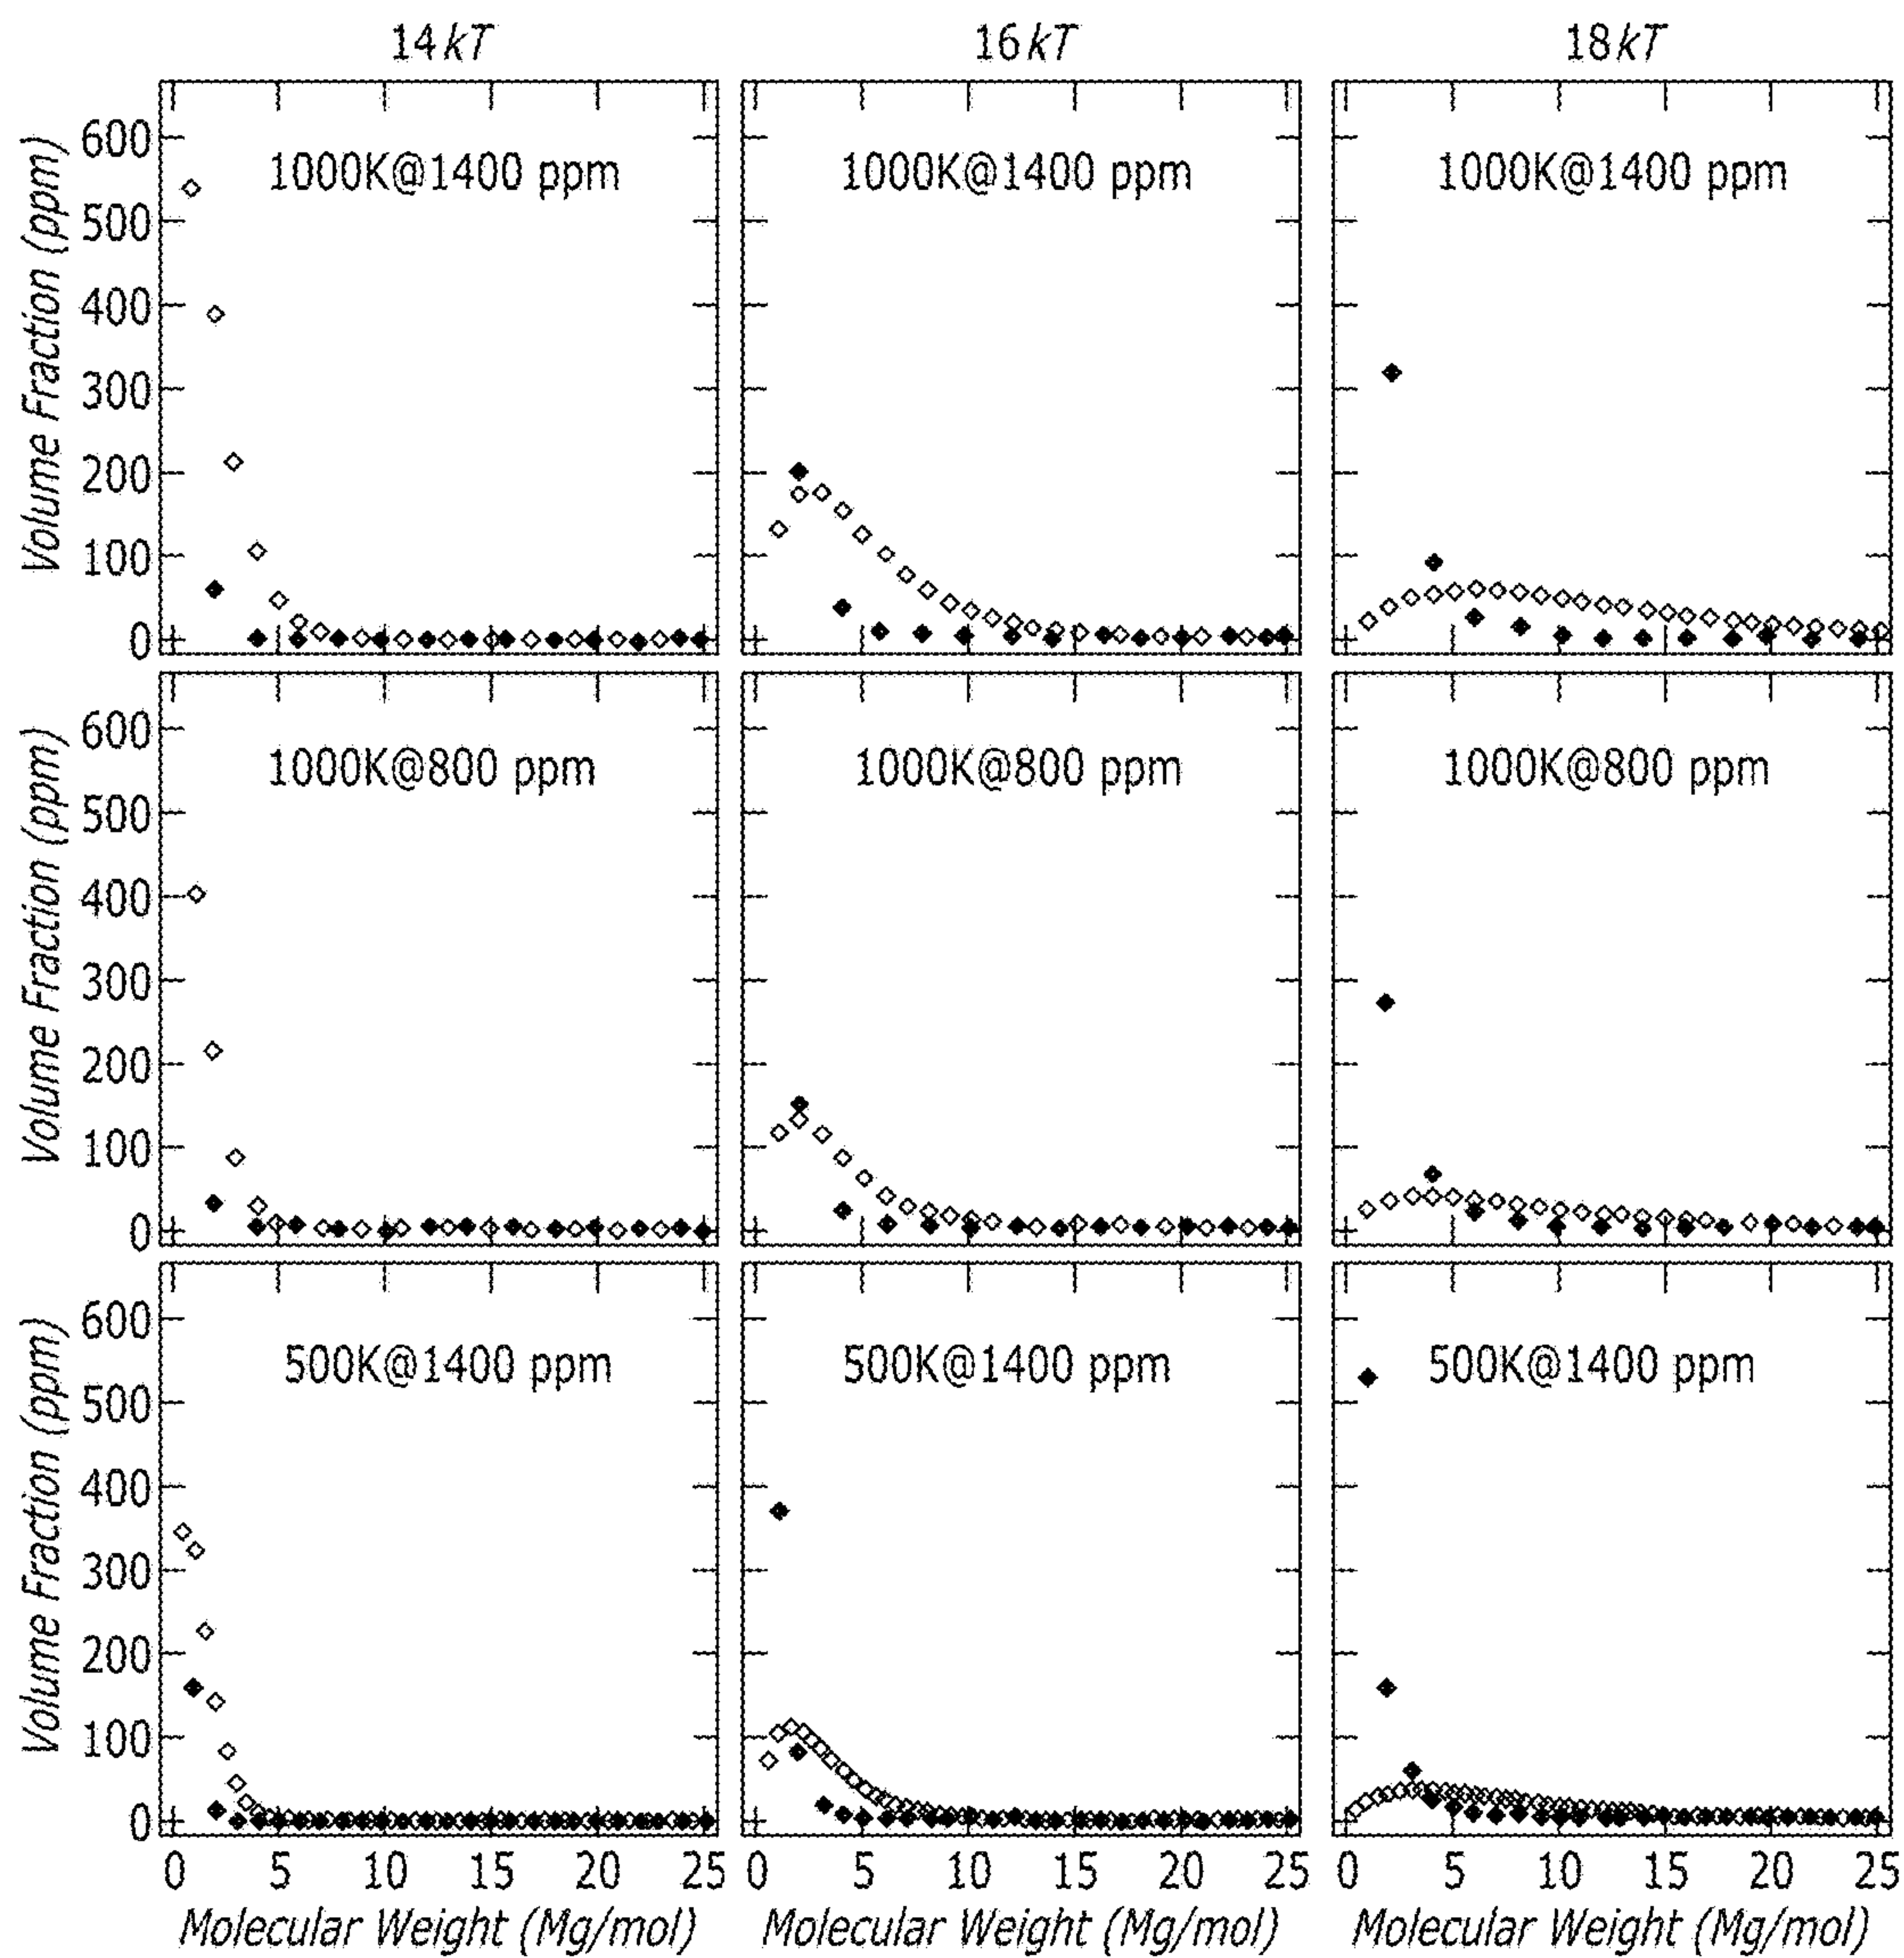 14kT 16kT 18kT
Volume Fraction (ppm)
600
500
400
300
200
100
0
1000K@1400 ppm 1000K@1400 ppm 1000K@1400 ppm
Volume Fraction (ppm)
600
500
400
300
200
100
0
1000K@800 ppm 1000K@800 ppm 1000K@800 ppm
Volume Fraction (ppm)
600
500
400
300
200
100
0
500K@1400 ppm 500K@1400 ppm 500K@1400 ppm
0 5 10 15 20 25 0 5 10 15 20 25 0 5 10 15 20 25
Molecular Weight (Mg/mol) Molecular Weight (Mg/mol) Molecular Weight (Mg/mol)